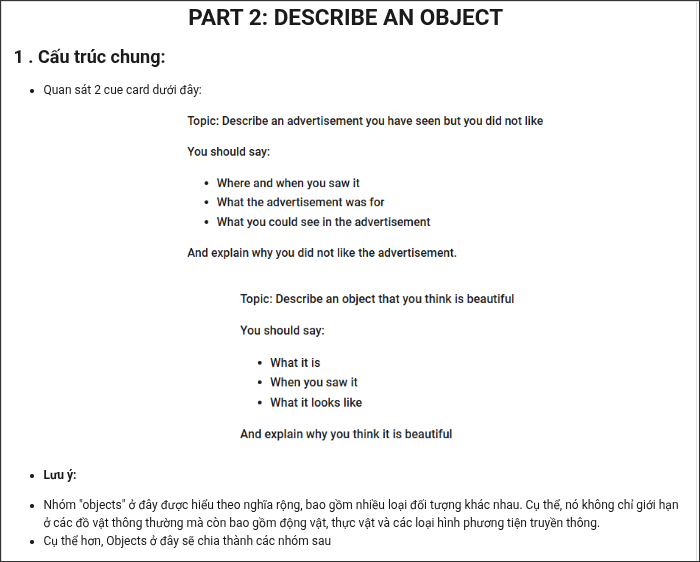 PART 2: DESCRIBE AN OBJECT
1 . Cấu trúc chung:
• Quan sát 2 cue card dưới đây:
Topic: Describe an advertisement you have seen but you did not like
You should say:
• Where and when you saw it
• What the advertisement was for
• What you could see in the advertisement
And explain why you did not like the advertisement.
Topic: Describe an object that you think is beautiful
You should say:
• What it is
• When you saw it
• What it looks like
And explain why you think it is beautiful
• Lưu ý:
• Nhóm "objects" ở đây được hiểu theo nghĩa rộng, bao gồm nhiều loại đối tượng khác nhau. Cụ thể, nó không chỉ giới hạn
ở các đồ vật thông thường mà còn bao gồm động vật, thực vật và các loại hình phương tiện truyền thông.
• Cụ thể hơn, Objects ở đây sẽ chia thành các nhóm sau